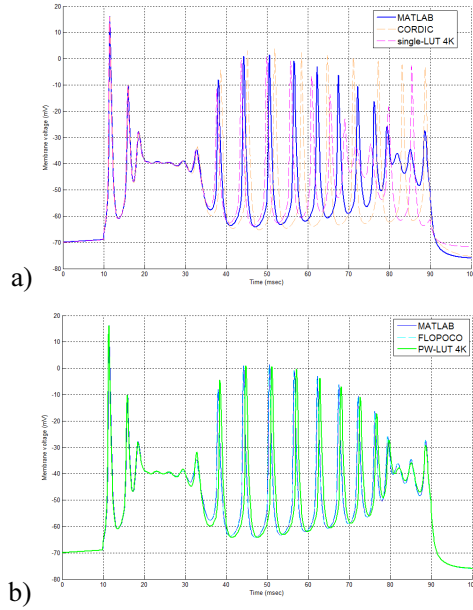 MATLAB
CORDIC
single-LUT 4K
20
10
0
-10
-20
-30
-40
-50
-60
-70
-80
Membrane voltage (mV)
0 10 20 30 40 50 60 70 80 90 100
Time (msec)
a)
MATLAB
FLOPOCO
PW-LUT 4K
20
10
0
-10
-20
-30
-40
-50
-60
-70
-80
Membrane voltage (mV)
0 10 20 30 40 50 60 70 80 90 100
Time (msec)
b)